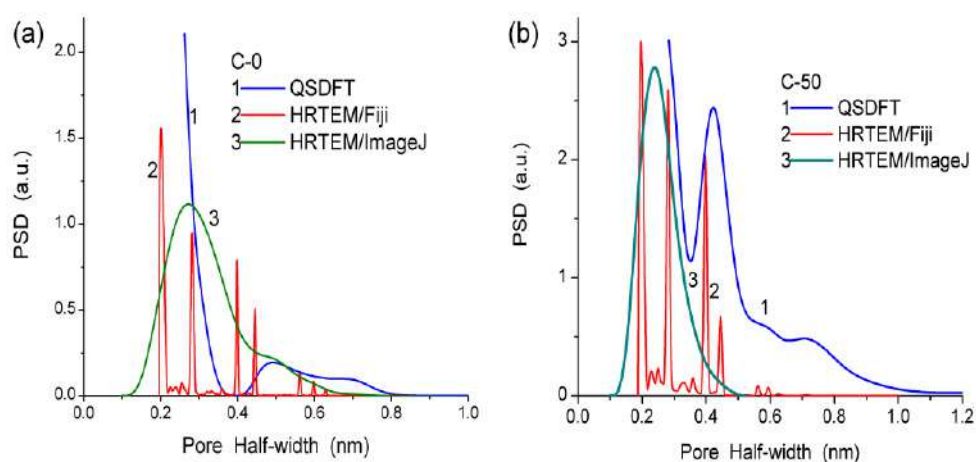 (a)
C-0
1 QSDFT
2 HRTEM/Fiji
3 HRTEM/ImageJ
1
2
3
PSD (a.u.)
2.0
1.5
1.0
0.5
0.0
0.0 0.2 0.4 0.6 0.8 1.0
Pore Half-width (nm)
(b)
C-50
1 QSDFT
2 HRTEM/Fiji
3 HRTEM/ImageJ
3
2
1
PSD (a.u.)
3
2
1
0
0.0 0.2 0.4 0.6 0.8 1.0 1.2
Pore Half-width (nm)